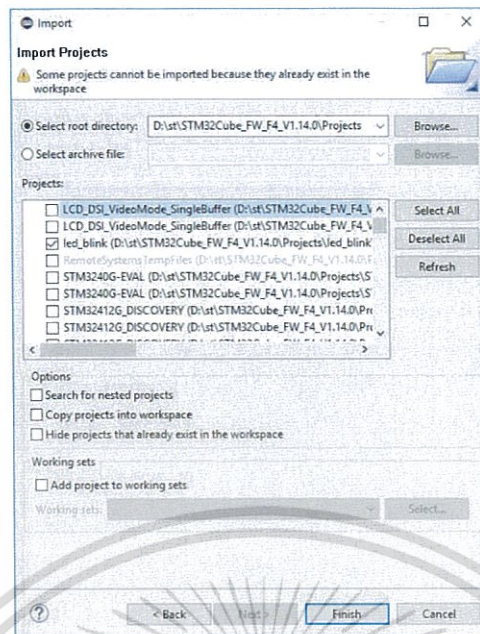 Import
Import Projects
Some projects cannot be imported because they already exist in the
workspace
Select root directory: D:\st\STM32Cube_FW_F4_V1.14.0\Projects Browse...
Select archive file: Browse...
Projects:
LCD_DSI_VideoMode_SingleBuffer (D:\st\STM32Cube_FW_F4_V
LCD_DSI_VideoMode_SingleBuffer (D:\st\STM32Cube_FW_F4_V
led_blink (D:\st\STM32Cube_FW_F4_V1.14.0\Projects\led_blink
RemoteSystemsTempFiles (D:\st\STM32Cube_FW_F4_V1.14.0\
STM3240G-EVAL (D:\st\STM32Cube_FW_F4_V1.14.0\Projects\S
STM3240G-EVAL (D:\st\STM32Cube_FW_F4_V1.14.0\Projects\S
STM32412G_DISCOVERY (D:\st\STM32Cube_FW_F4_V1.14.0\Pr
STM32412G_DISCOVERY (D:\st\STM32Cube_FW_F4_V1.14.0\Pr
Select All
Deselect All
Refresh
Options
Search for nested projects
Copy projects into workspace
Hide projects that already exist in the workspace
Working sets
Add project to working sets
Working sets: Select...
? < Back Next > Finish Cancel